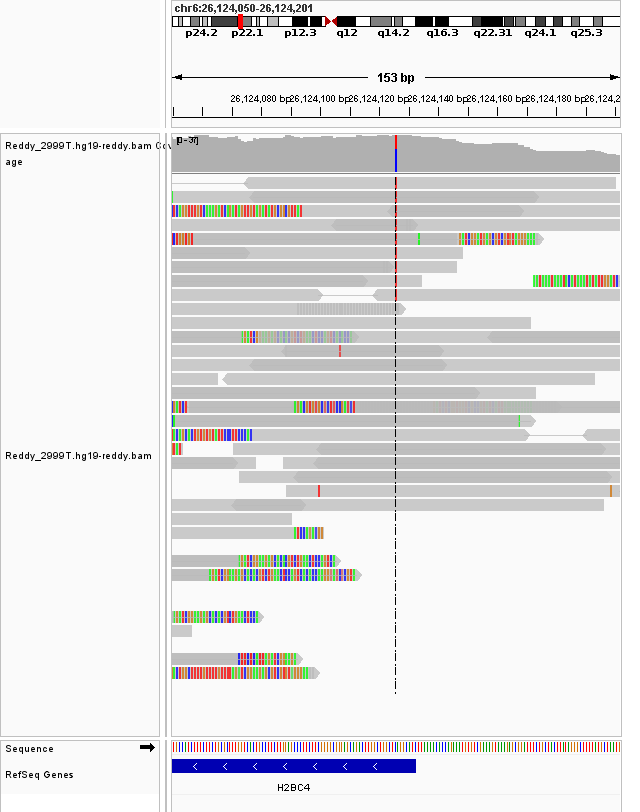 chr6:26,124,050-26,124,201
p24.2 p22.1 p12.3 q12 q14.2 q16.3 q22.31 q24.1 q25.3
153 bp
26,124,080 bp 26,124,100 bp 26,124,120 bp 26,124,140 bp 26,124,160 bp 26,124,180 bp 26,124,2
Reddy_2999T.hg19-reddy.bam Cov
age
Reddy_2999T.hg19-reddy.bam
Sequence
RefSeq Genes
H2BC4